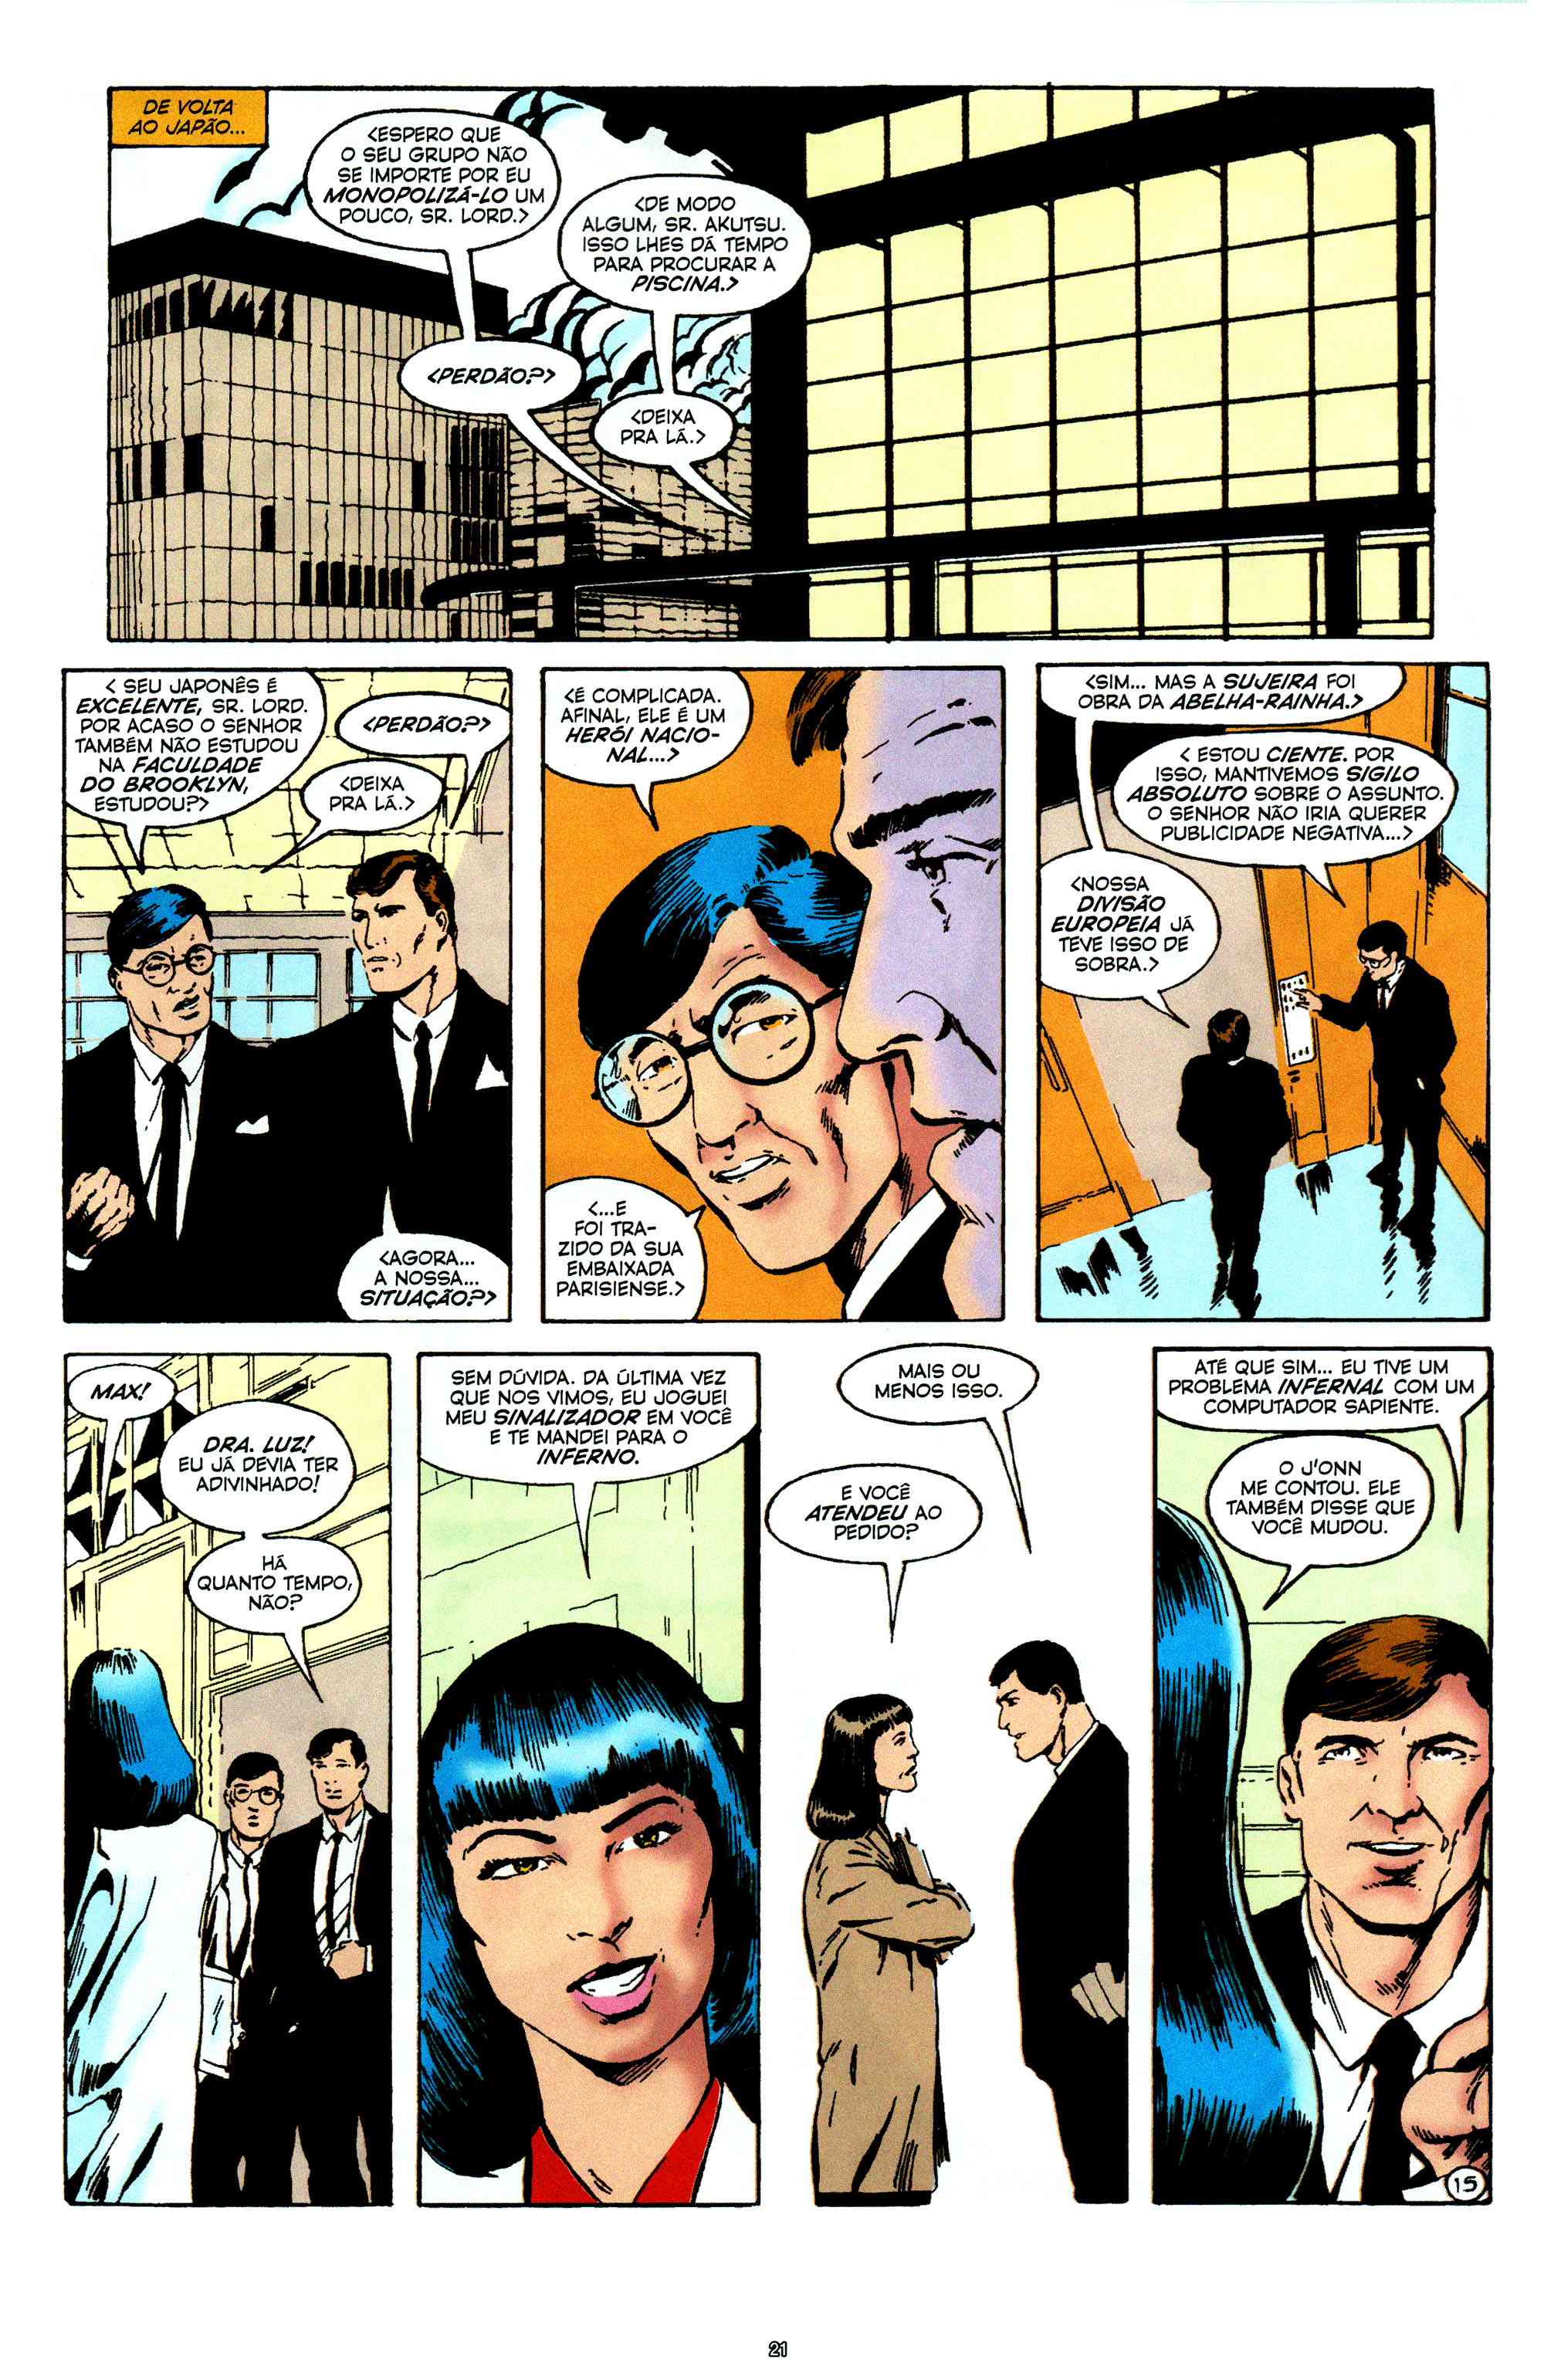 DE VOLTA
AO JAPÃO...
<ESPERO QUE
O SEU GRUPO NÃO
SE IMPORTE POR EU
MONOPOLIZÁ-LO UM
POUCO, SR. LORD.>
<DE MODO
ALGUM, SR. AKUTSU.
ISSO LHES DÁ TEMPO
PARA PROCURAR A
PISCINA.>
<PERDÃO?>
<DEIXA
PRA LÁ.>
< SEU JAPONÊS É
EXCELENTE, SR. LORD.
POR ACASO O SENHOR
TAMBÉM NÃO ESTUDOU
NA FACULDADE
DO BROOKLYN,
ESTUDOU?>
<PERDÃO?>
<DEIXA
PRA LÁ.>
<AGORA...
A NOSSA...
SITUAÇÃO?>
<É COMPLICADA.
AFINAL, ELE É UM
HERÓI NACIO-
NAL...>
<...E
FOI TRA-
ZIDO DA SUA
EMBAIXADA
PARISIENSE.>
<SIM... MAS A SUJEIRA FOI
OBRA DA ABELHA-RAINHA.>
< ESTOU CIENTE. POR
ISSO, MANTIVEMOS SIGILO
ABSOLUTO SOBRE O ASSUNTO.
O SENHOR NÃO IRIA QUERER
PUBLICIDADE NEGATIVA...>
<NOSSA
DIVISÃO
EUROPEIA JÁ
TEVE ISSO DE
SOBRA.>
MAX!
DRA. LUZ!
EU JÁ DEVIA TER
ADIVINHADO!
HÁ
QUANTO TEMPO,
NÃO?
SEM DÚVIDA. DA ÚLTIMA VEZ
QUE NOS VIMOS, EU JOGUEI
MEU SINALIZADOR EM VOCÊ
E TE MANDEI PARA O
INFERNO.
MAIS OU
MENOS ISSO.
E VOCÊ
ATENDEU AO
PEDIDO?
ATÉ QUE SIM... EU TIVE UM
PROBLEMA INFERNAL COM UM
COMPUTADOR SAPIENTE.
O J'ONN
ME CONTOU. ELE
TAMBÉM DISSE QUE
VOCÊ MUDOU.
15
21